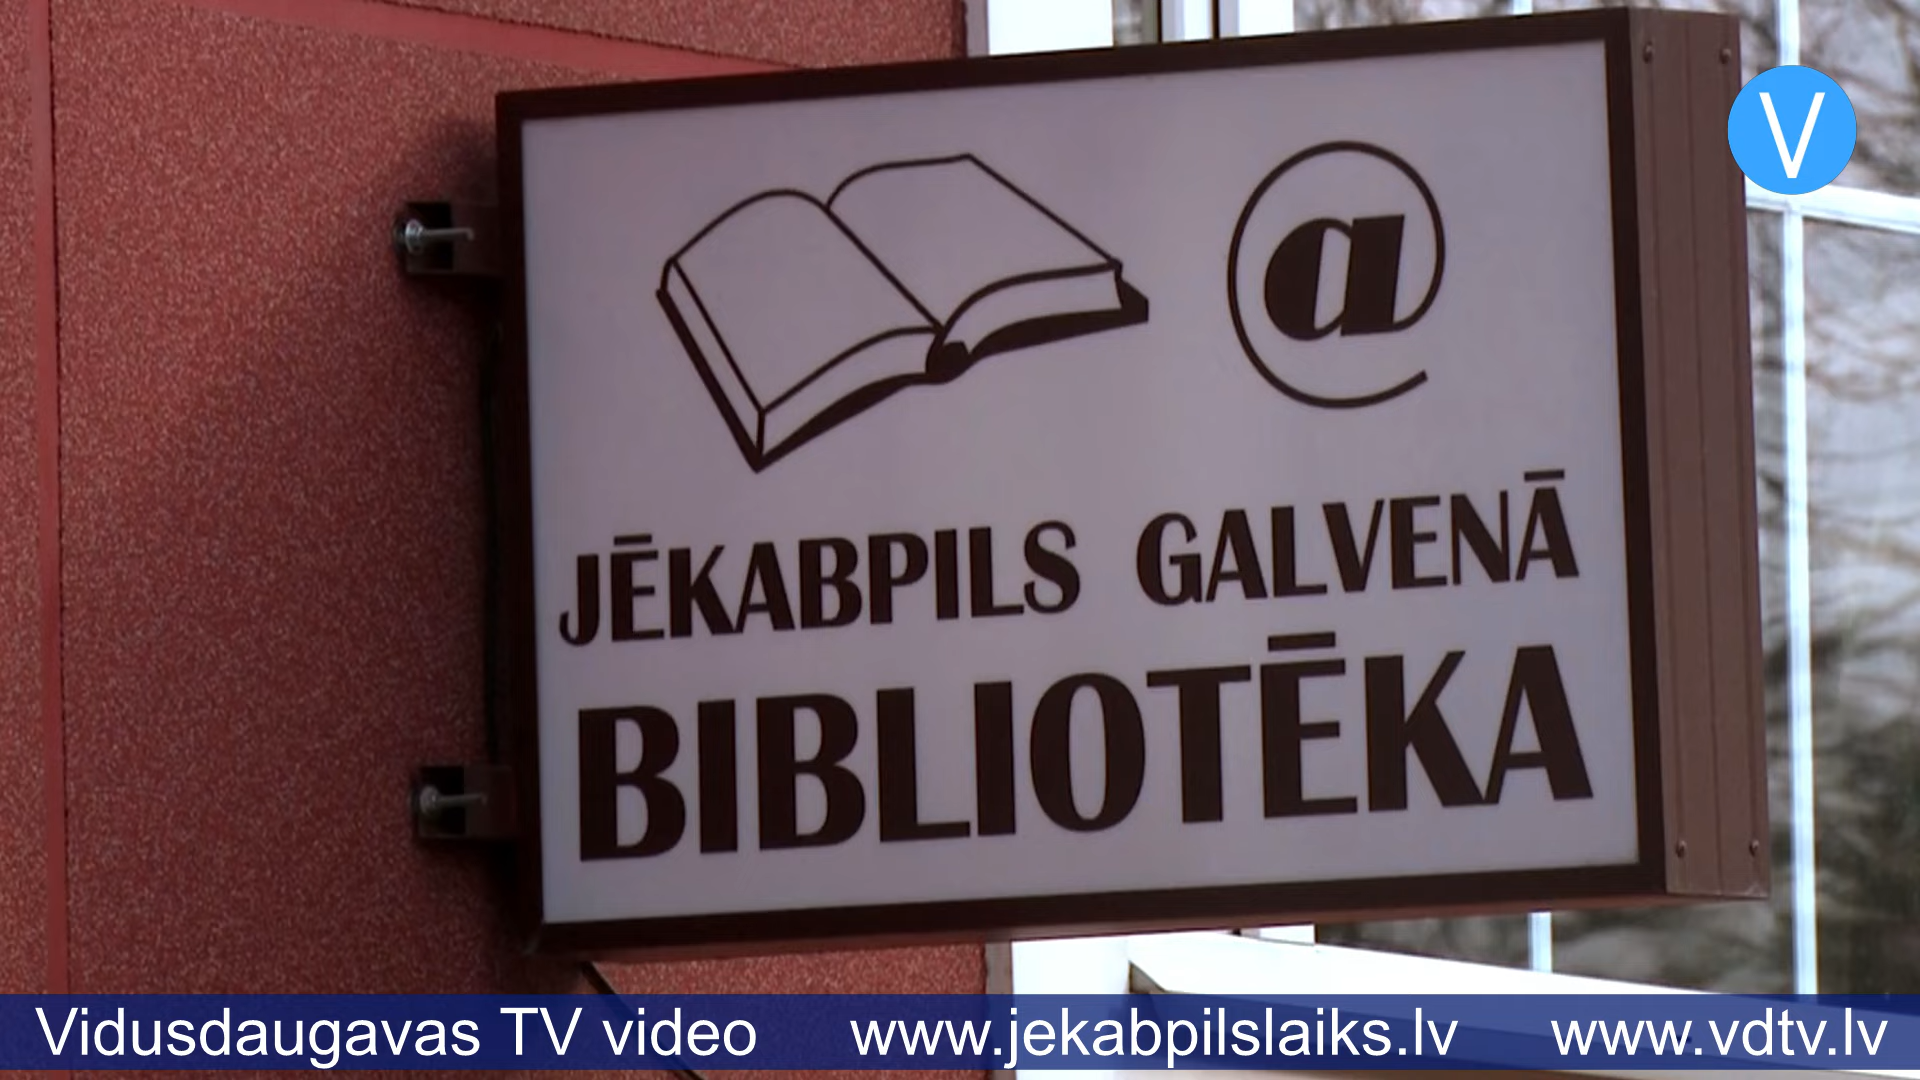 V
@
JĒKABPILS GALVENĀ
BIBLIOTĒKA
Vidusdaugavas TV video www.jekabpilslaiks.lv www.vdtv.lv